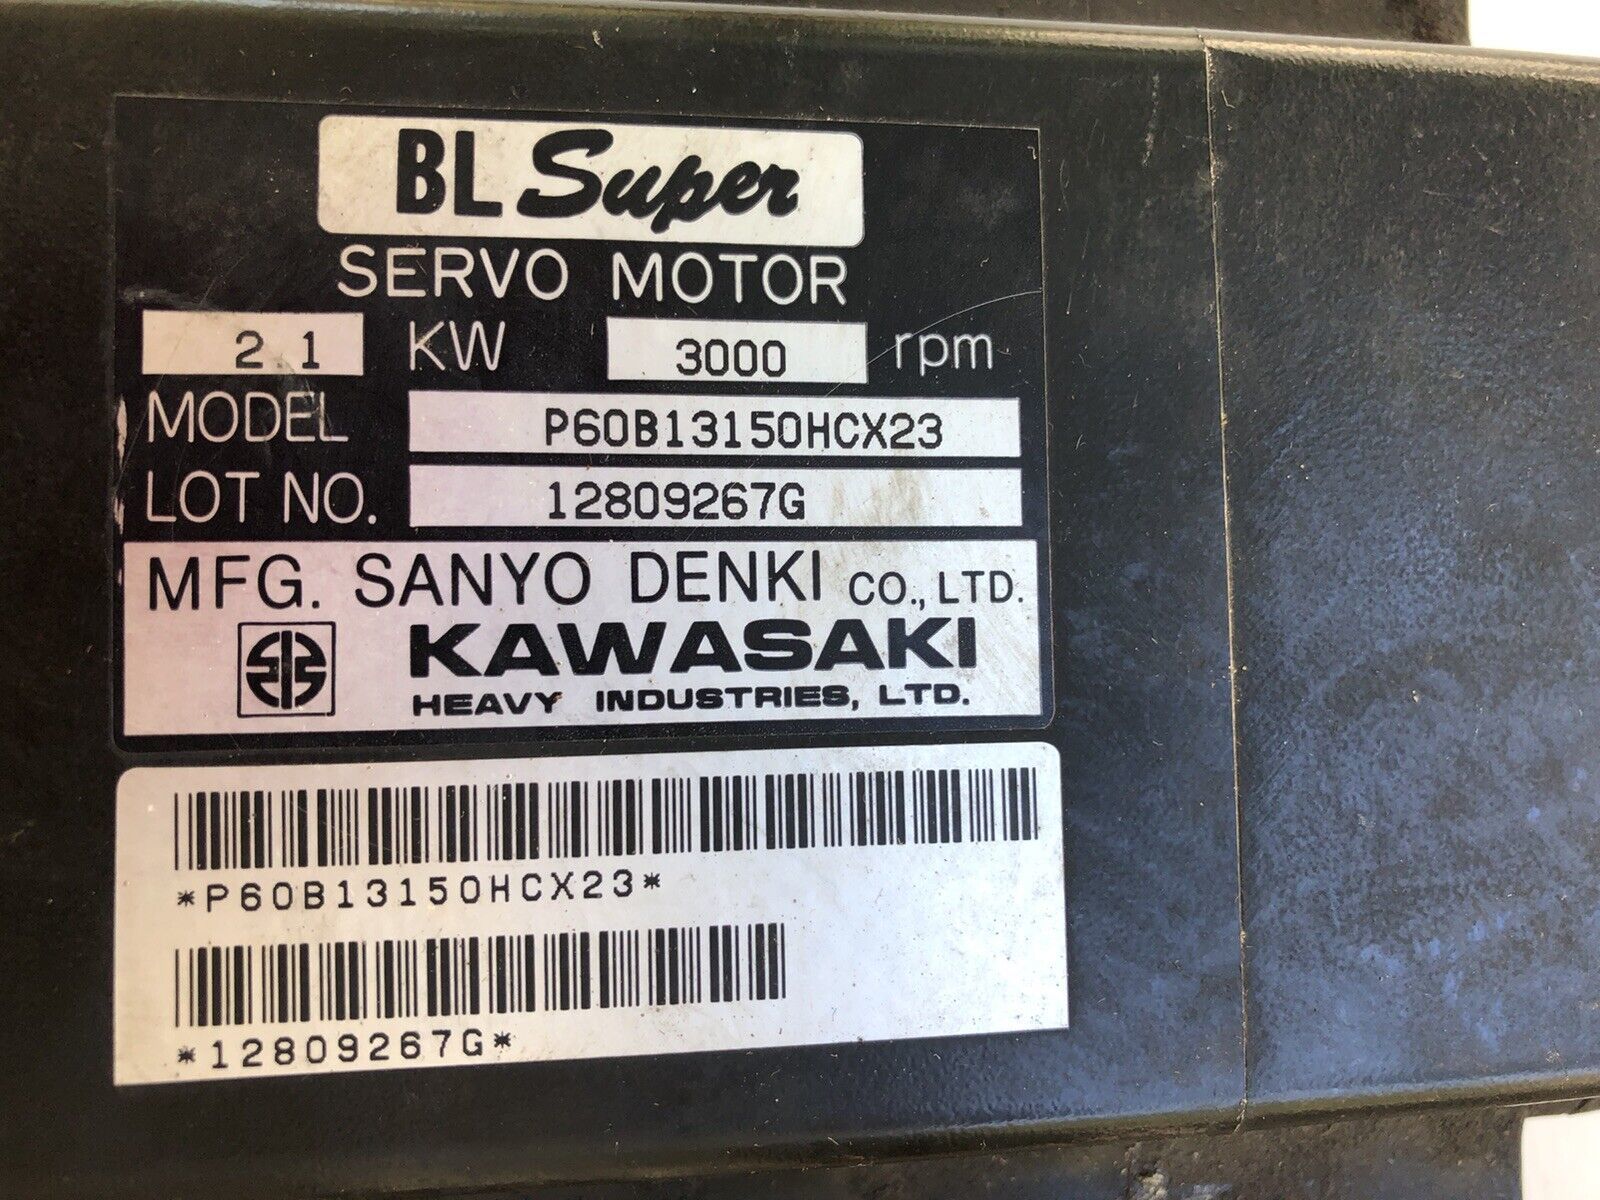 BL Super
SERVO MOTOR
2.1 KW 3000 rpm
MODEL P60B13150HCX23
LOT NO. 12809267G
MFG. SANYO DENKI CO., LTD.
KAWASAKI
HEAVY INDUSTRIES, LTD.
*P60B13150HCX23*
*12809267G*